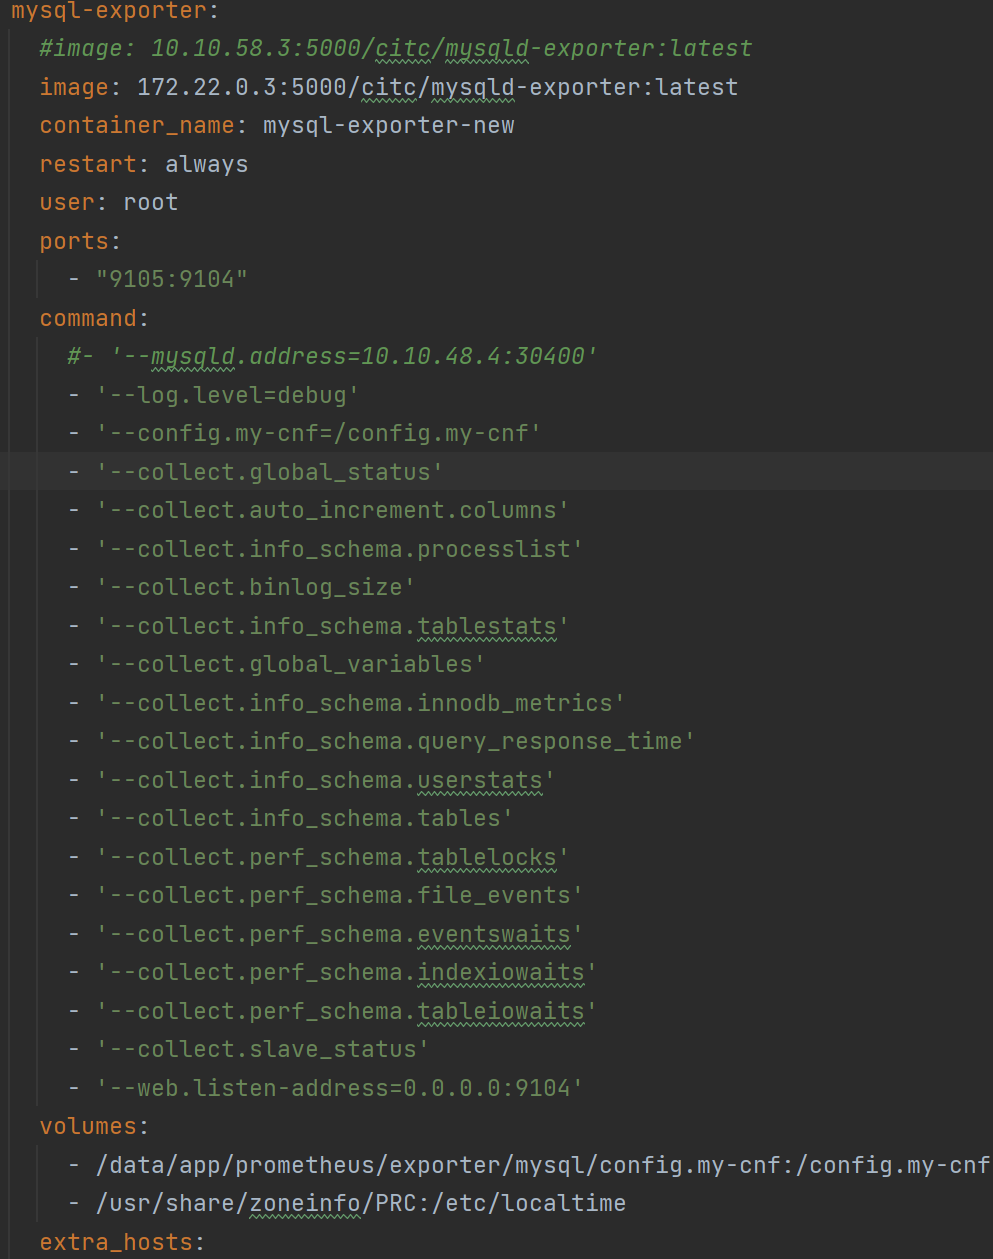 mysql-exporter:
#image: 10.10.58.3:5000/citc/mysqld-exporter:latest
image: 172.22.0.3:5000/citc/mysqld-exporter:latest
container_name: mysql-exporter-new
restart: always
user: root
ports:
- "9105:9104"
command:
#- '--mysqld.address=10.10.48.4:30400'
- '--log.level=debug'
- '--config.my-cnf=/config.my-cnf'
- '--collect.global_status'
- '--collect.auto_increment.columns'
- '--collect.info_schema.processlist'
- '--collect.binlog_size'
- '--collect.info_schema.tablestats'
- '--collect.global_variables'
- '--collect.info_schema.innodb_metrics'
- '--collect.info_schema.query_response_time'
- '--collect.info_schema.userstats'
- '--collect.info_schema.tables'
- '--collect.perf_schema.tablelocks'
- '--collect.perf_schema.file_events'
- '--collect.perf_schema.eventswaits'
- '--collect.perf_schema.indexiowaits'
- '--collect.perf_schema.tableiowaits'
- '--collect.slave_status'
- '--web.listen-address=0.0.0.0:9104'
volumes:
- /data/app/prometheus/exporter/mysql/config.my-cnf:/config.my-cnf
- /usr/share/zoneinfo/PRC:/etc/localtime
extra_hosts: